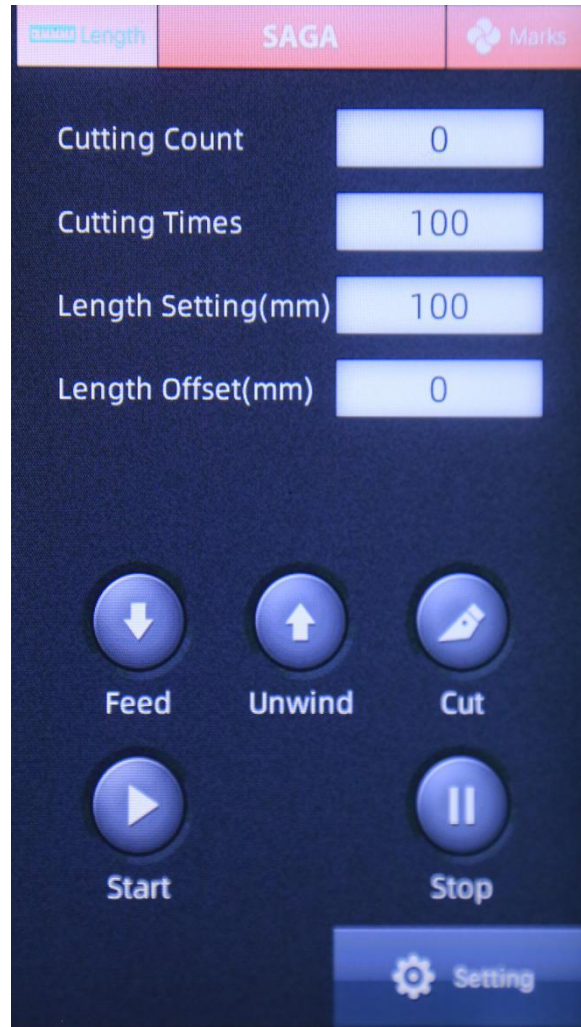 Length SAGA Marks
Cutting Count 0
Cutting Times 100
Length Setting(mm) 100
Length Offset(mm) 0
Feed Unwind Cut
Start Stop
Setting